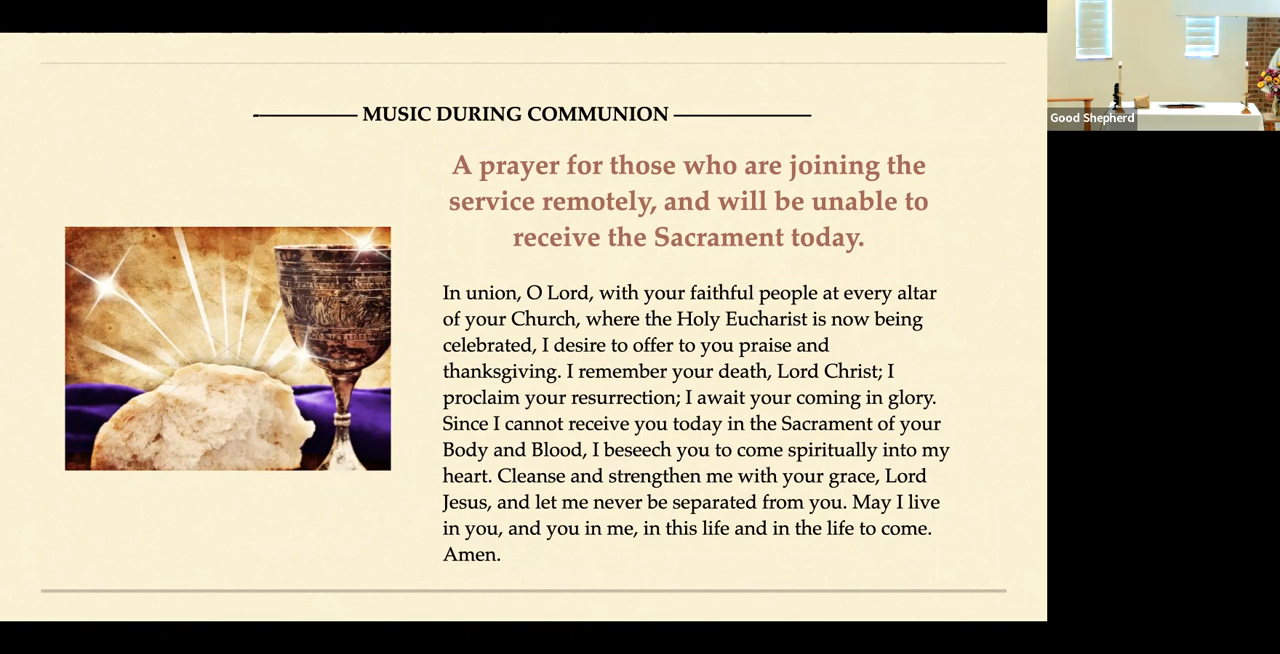 MUSIC DURING COMMUNION
A prayer for those who are joining the
service remotely, and will be unable to
receive the Sacrament today.
In union, O Lord, with your faithful people at every altar
of your Church, where the Holy Eucharist is now being
celebrated, I desire to offer to you praise and
thanksgiving. I remember your death, Lord Christ; I
proclaim your resurrection; I await your coming in glory.
Since I cannot receive you today in the Sacrament of your
Body and Blood, I beseech you to come spiritually into my
heart. Cleanse and strengthen me with your grace, Lord
Jesus, and let me never be separated from you. May I live
in you, and you in me, in this life and in the life to come.
Amen.
Good Shepherd